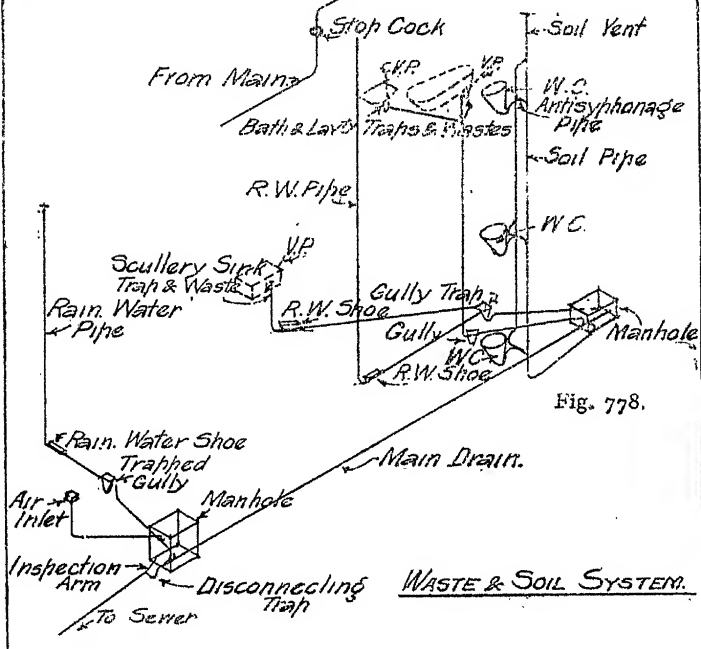 Stop Cock
Soil Vent
From Main
V.P.
V.P.
W.C.
Antisyphonage
Pipe
Bath & Lavy Traps & Wastes
Soil Pipe
R.W. Pipe
W.C.
V.P.
Scullery Sink
Trap & Waste
Gully Trap
Rain Water
Pipe
R.W. Shoe
Gully
Manhole
W.C.
R.W. Shoe
Fig. 778.
Rain Water Shoe
Trapped
Gully
Main Drain.
Air
Inlet
Manhole
Inspection
Arm
Disconnecting
Trap
WASTE & SOIL SYSTEM.
To Sewer